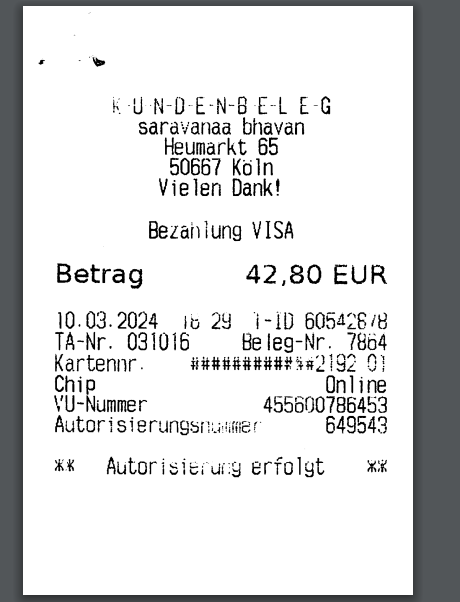 K-U-N-D-E-N-B-E-L-E-G
saravanaa bhavan
Heumarkt 65
50667 Köln
Vielen Dank!
Bezahlung VISA
Betrag 42,80 EUR
10.03.2024 18 29 T-ID 60542678
TA-Nr. 031016 Beleg-Nr. 7864
Kartennr. ############2192 01
Chip Online
VU-Nummer 455600786453
Autorisierungsnummer 649543
** Autorisierung erfolgt **